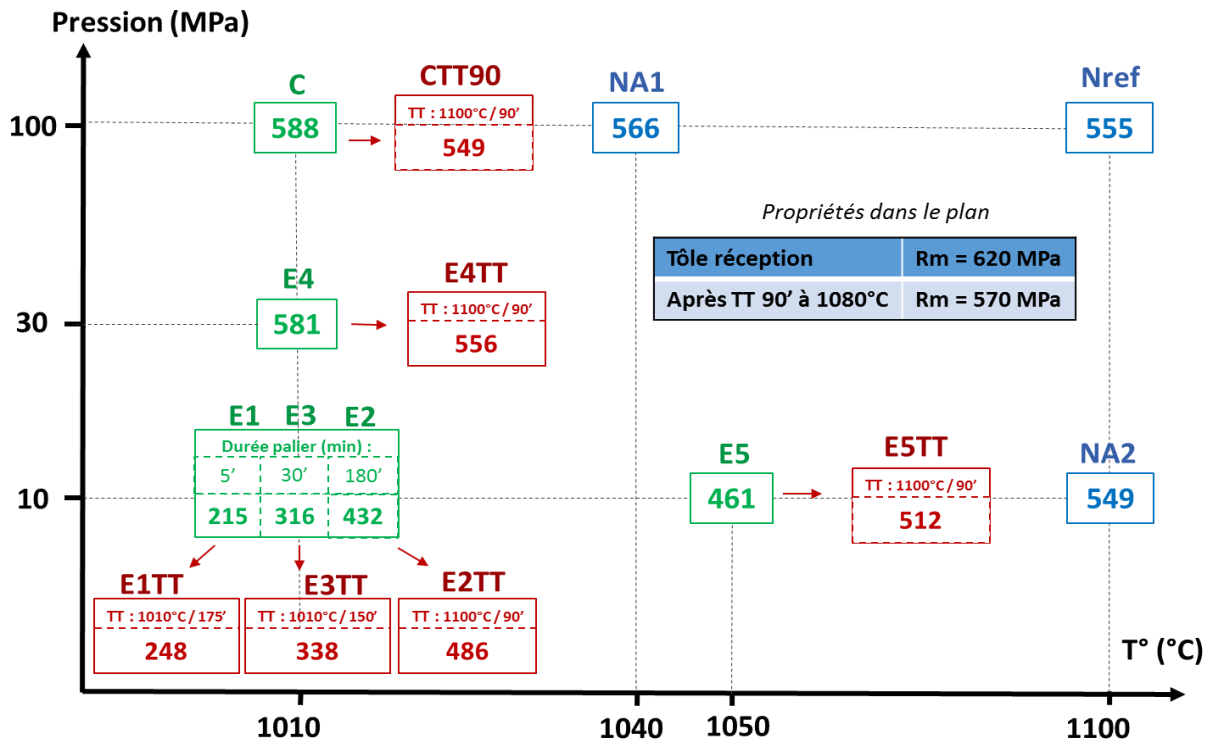 Pression (MPa)
C
CTT90
NA1
Nref
100
588
TT : 1100°C / 90’
549
566
555
Propriétés dans le plan
Tôle réception Rm = 620 MPa
Après TT 90’ à 1080°C Rm = 570 MPa
E4
E4TT
30
581
TT : 1100°C / 90’
556
E1 E3 E2
Durée palier (min) :
5’ 30’ 180’
215 316 432
E5
E5TT
NA2
10
461
TT : 1100°C / 90’
512
549
E1TT
E3TT
E2TT
TT : 1010°C / 175’
TT : 1010°C / 150’
TT : 1100°C / 90’
248
338
486
T° (°C)
1010
1040
1050
1100